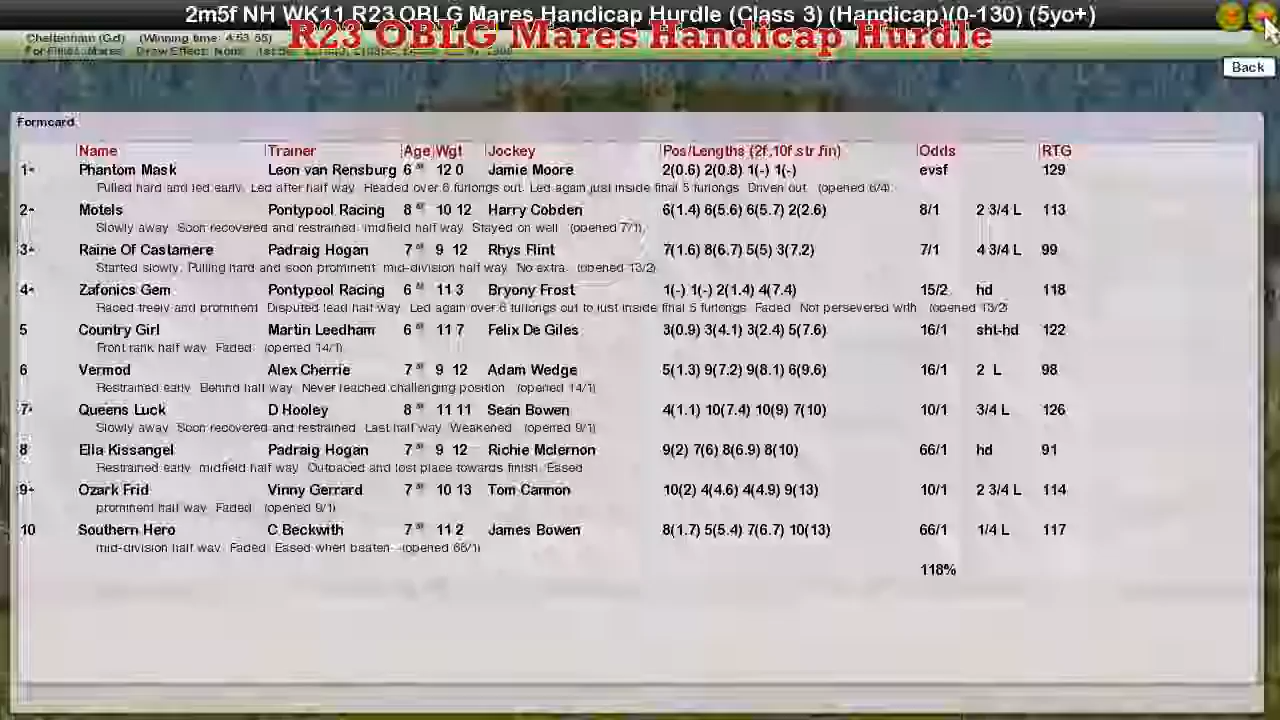 2m5f NH WK11 R23 OBLG Mares Handicap Hurdle (Class 3) (Handicap)(0-130) (5yo+)
R23 OBLG Mares Handicap Hurdle
Cheltenham (Gd) (Winning time: 4:53.55)
For Fillies, Mares. Draw Effect: None.
Back
Formcard
Name Trainer Age Wgt Jockey Pos/Lengths (2f,10f,str,fin) Odds RTG
1 Phantom Mask Leon van Rensburg 6 12 0 Jamie Moore 2(0.6) 2(0.8) 1(-) 1(-) evsf 129
Pulled hard and led early. Led after half way. Headed over 6 furlongs out. Led again just inside final 5 furlongs. Driven out. (opened 6/4).
2 Motels Pontypool Racing 8 10 12 Harry Cobden 6(1.4) 6(5.6) 6(5.7) 2(2.6) 8/1 2 3/4 L 113
Slowly away. Soon recovered and restrained. midfield half way. Stayed on well. (opened 7/1).
3 Raine Of Castamere Padraig Hogan 7 9 12 Rhys Flint 7(1.6) 8(6.7) 5(5) 3(7.2) 7/1 4 3/4 L 99
Started slowly. Pulling hard and soon prominent. mid-division half way. No extra. (opened 13/2).
4 Zafonics Gem Pontypool Racing 6 11 3 Bryony Frost 1(-) 1(-) 2(1.4) 4(7.4) 15/2 hd 118
Raced freely and prominent. Disputed lead half way. Led again over 6 furlongs out to just inside final 5 furlongs. Faded. Not persevered with. (opened 13/2)
5 Country Girl Martin Leedham 6 11 7 Felix De Giles 3(0.9) 3(4.1) 3(2.4) 5(7.6) 16/1 sht-hd 122
Front rank half way. Faded. (opened 14/1)
6 Vermod Alex Cherrie 7 9 12 Adam Wedge 5(1.3) 9(7.2) 9(8.1) 6(9.6) 16/1 2 L 98
Restrained early. Behind half way. Never reached challenging position. (opened 14/1)
7 Queens Luck D Hooley 8 11 11 Sean Bowen 4(1.1) 10(7.4) 10(9) 7(10) 10/1 3/4 L 126
Slowly away. Soon recovered and restrained. Last half way. Weakened. (opened 9/1)
8 Ella Kissangel Padraig Hogan 7 9 12 Richie Mclernon 9(2) 7(6) 8(6.9) 8(10) 66/1 hd 91
Restrained early. midfield half way. Outpaced and lost place towards finish. Eased.
9 Ozark Frid Vinny Gerrard 7 10 13 Tom Cannon 10(2) 4(4.6) 4(4.9) 9(13) 10/1 2 3/4 L 114
prominent half way. Faded. (opened 9/1)
10 Southern Hero C Beckwith 7 11 2 James Bowen 8(1.7) 5(5.4) 7(6.7) 10(13) 66/1 1/4 L 117
mid-division half way. Faded. Eased when beaten. (opened 66/1)
118%